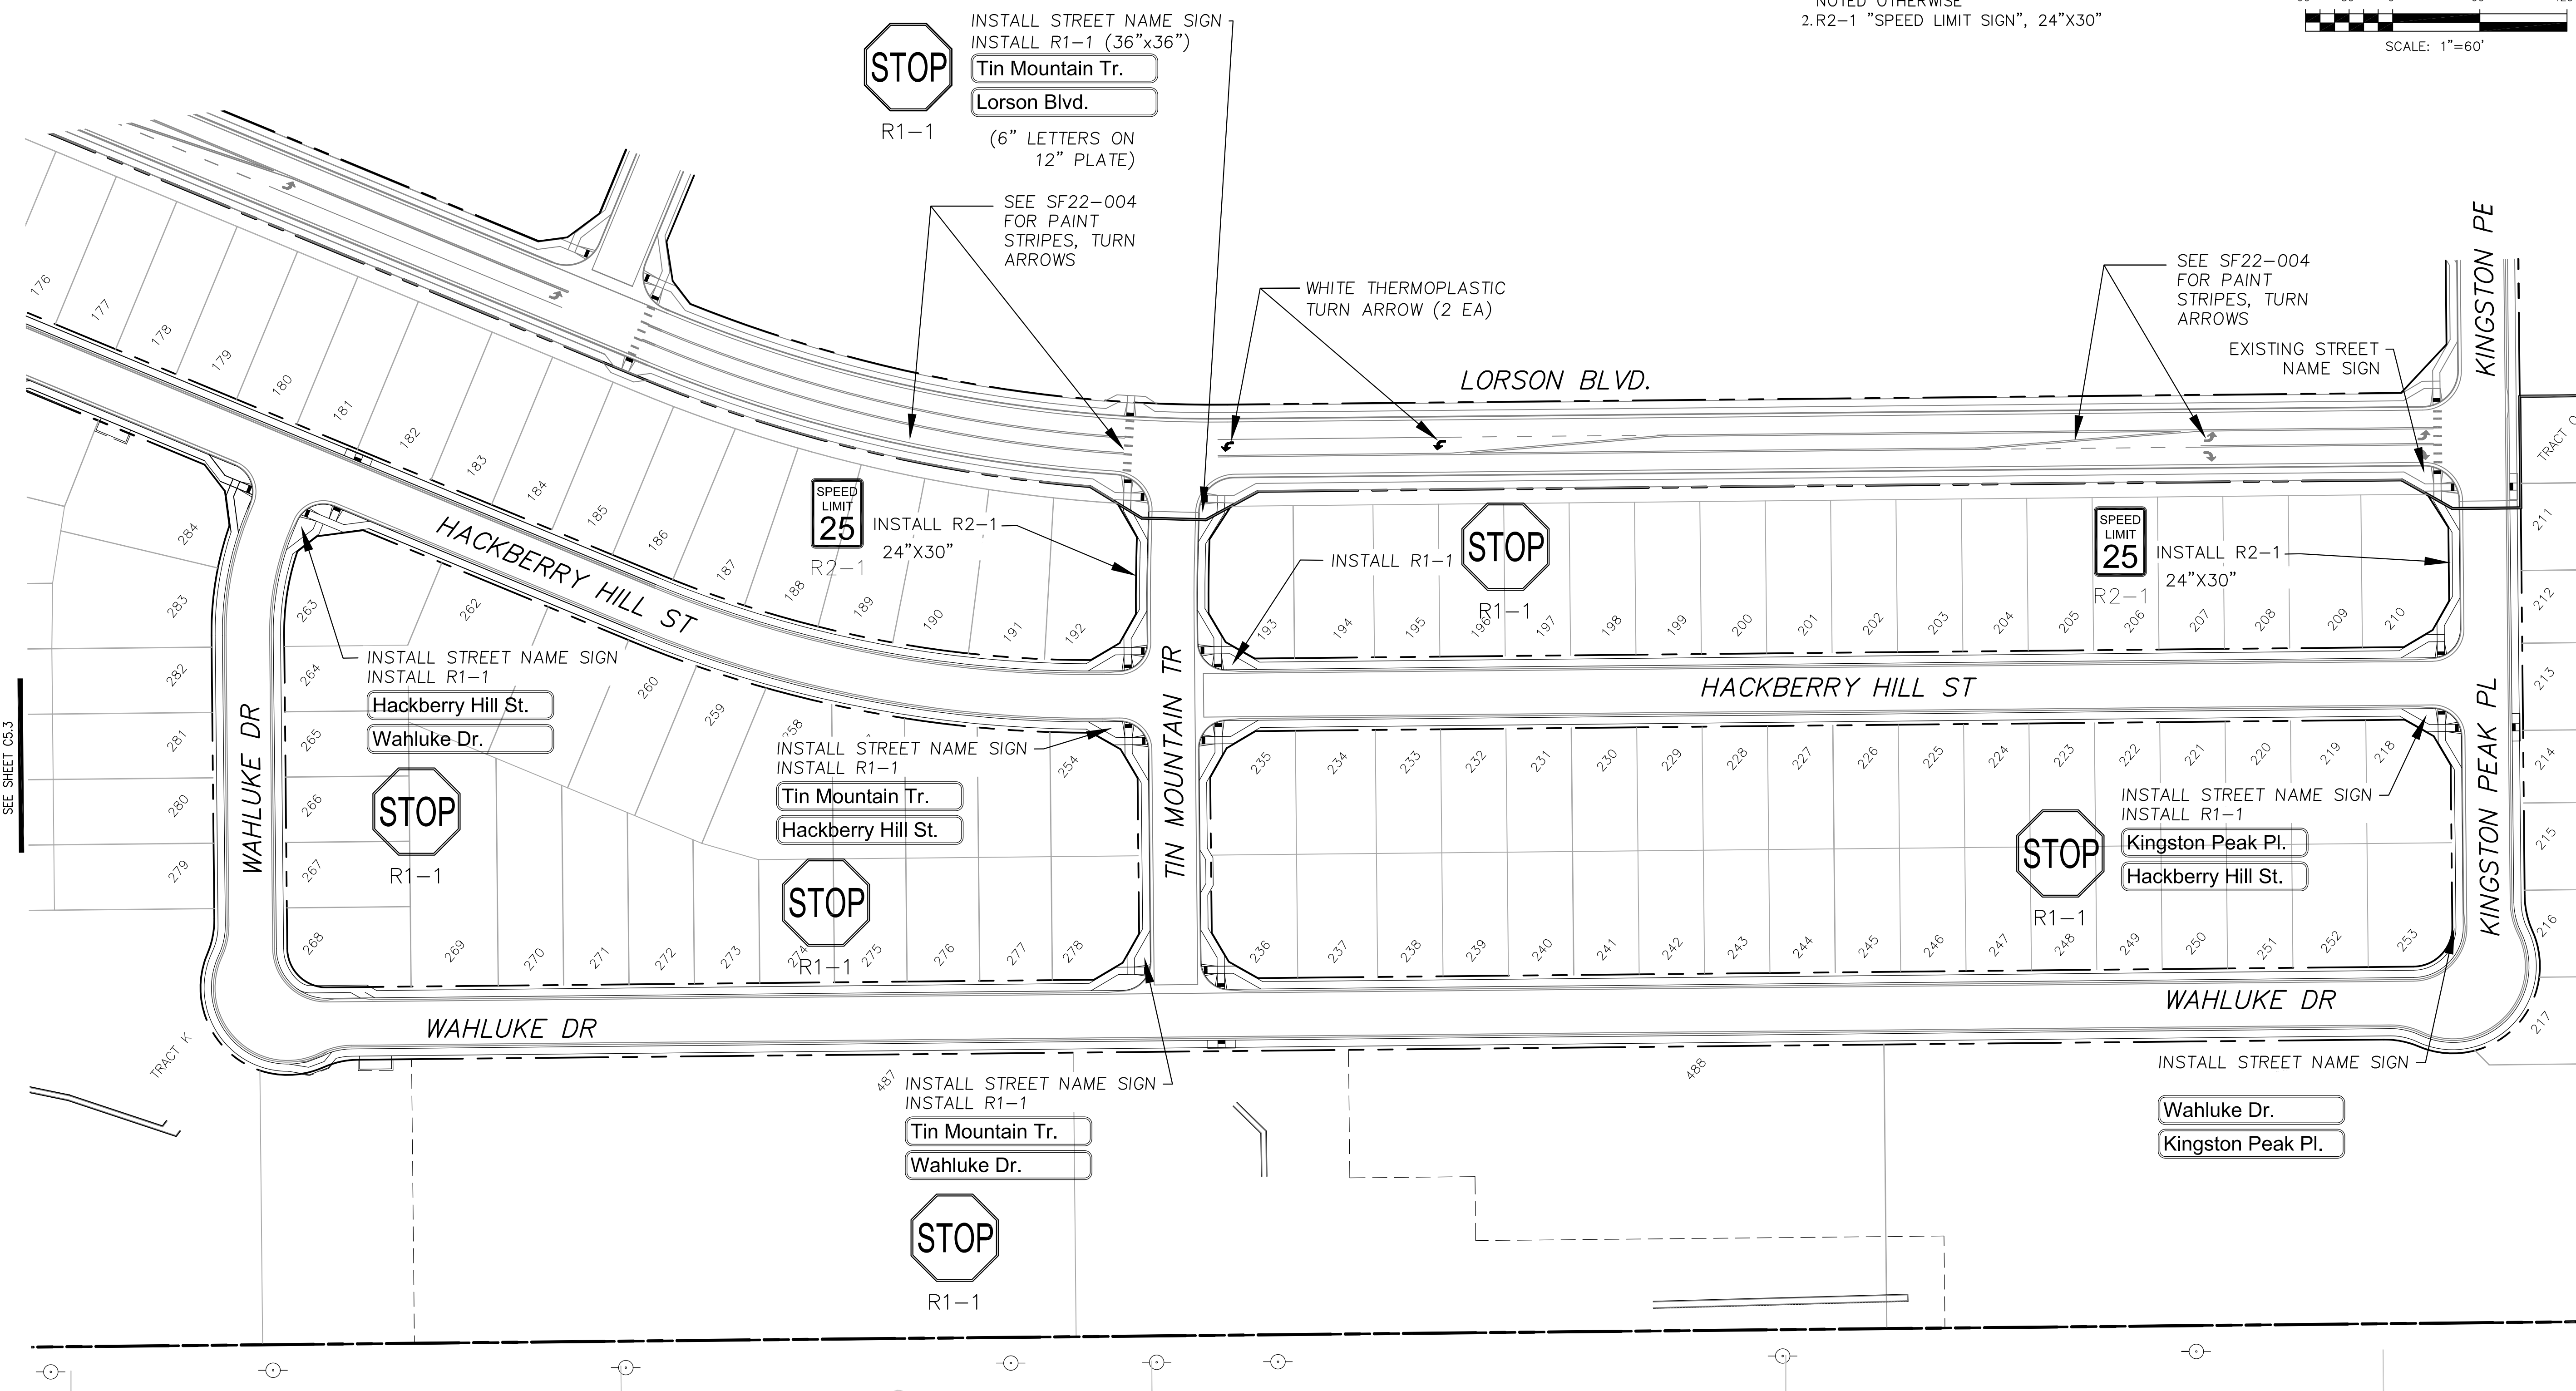 NOTED OTHERWISE
2. R2-1 "SPEED LIMIT SIGN", 24"X30"
SCALE: 1"=60'
STOP
R1-1
INSTALL STREET NAME SIGN
INSTALL R1-1 (36"x36")
Tin Mountain Tr.
Lorson Blvd.
(6" LETTERS ON
12" PLATE)
SEE SF22-004
FOR PAINT
STRIPES, TURN
ARROWS
WHITE THERMOPLASTIC
TURN ARROW (2 EA)
SEE SF22-004
FOR PAINT
STRIPES, TURN
ARROWS
EXISTING STREET
NAME SIGN
LORSON BLVD.
KINGSTON PE
TRACT
176
177
178
179
180
181
182
183
184
185
186
187
188
189
190
191
192
SPEED
LIMIT
25
R2-1
INSTALL R2-1
24"X30"
INSTALL R1-1
STOP
R1-1
SPEED
LIMIT
25
R2-1
INSTALL R2-1
24"X30"
193
194
195
196
197
198
199
200
201
202
203
204
205
206
207
208
209
210
211
212
213
214
215
216
217
HACKBERRY HILL ST
HACKBERRY HILL ST
TIN MOUNTAIN TR
KINGSTON PEAK PL
WAHLUKE DR
284
283
282
281
280
279
SEE SHEET C5.3
263
262
264
265
266
267
268
260
259
258
254
INSTALL STREET NAME SIGN
INSTALL R1-1
Hackberry Hill St.
Wahluke Dr.
STOP
R1-1
INSTALL STREET NAME SIGN
INSTALL R1-1
Tin Mountain Tr.
Hackberry Hill St.
STOP
R1-1
269
270
271
272
273
274
275
276
277
278
235
234
233
232
231
230
229
228
227
226
225
224
223
222
221
220
219
218
INSTALL STREET NAME SIGN
INSTALL R1-1
Kingston Peak Pl.
Hackberry Hill St.
STOP
R1-1
236
237
238
239
240
241
242
243
244
245
246
247
248
249
250
251
252
253
WAHLUKE DR
WAHLUKE DR
TRACT K
487
488
INSTALL STREET NAME SIGN
INSTALL R1-1
Tin Mountain Tr.
Wahluke Dr.
STOP
R1-1
INSTALL STREET NAME SIGN
Wahluke Dr.
Kingston Peak Pl.